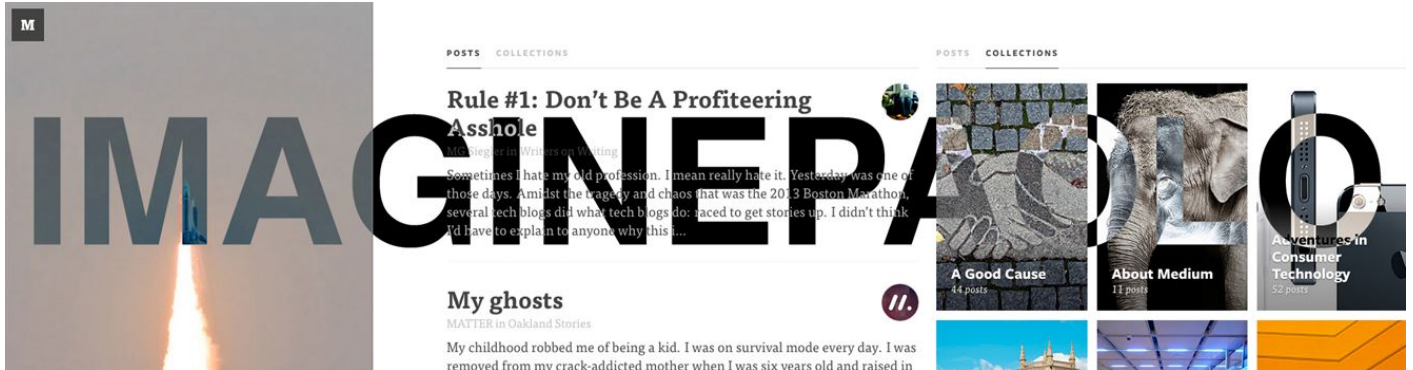 M
IMAGINEPAOLO
POSTS COLLECTIONS
Rule #1: Don’t Be A Profiteering
Asshole
MG Siegler in Writers on Writing
Sometimes I hate my old profession. I mean really hate it. Yesterday was one of
those days. Amidst the tragedy and chaos that was the 2013 Boston Marathon,
several tech blogs did what tech blogs do: raced to get stories up. I didn’t think
I’d have to explain to anyone why this i...
My ghosts
MATTER in Oakland Stories
My childhood robbed me of being a kid. I was on survival mode every day. I was
removed from my crack-addicted mother when I was six years old and raised in
POSTS COLLECTIONS
A Good Cause
44 posts
About Medium
11 posts
Adventures in
Consumer
Technology
52 posts